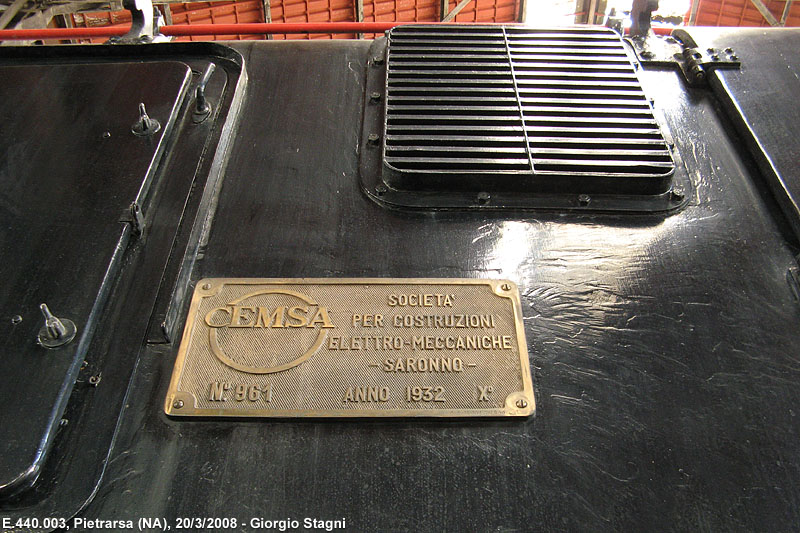 CEMSA
SOCIETA'
PER COSTRUZIONI
ELETTRO-MECCANICHE
-SARONNO-
No. 961 ANNO 1932 Xo
E.440.003, Pietrarsa (NA), 20/3/2008 - Giorgio Stagni